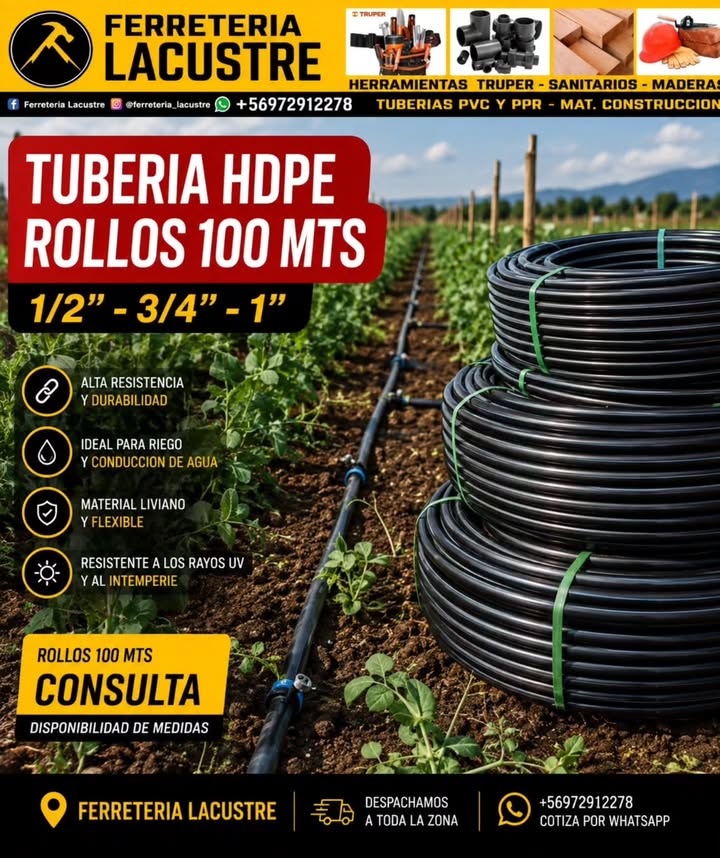 FERRETERIA
LACUSTRE
TRUPER
HERRAMIENTAS TRUPER - SANITARIOS - MADERAS
Ferreteria Lacustre @ferreteria_lacustre +56972912278 TUBERIAS PVC Y PPR - MAT. CONSTRUCCION
TUBERIA HDPE
ROLLOS 100 MTS
1/2” - 3/4” - 1”
ALTA RESISTENCIA
Y DURABILIDAD
IDEAL PARA RIEGO
Y CONDUCCION DE AGUA
MATERIAL LIVIANO
Y FLEXIBLE
RESISTENTE A LOS RAYOS UV
Y AL INTEMPERIE
ROLLOS 100 MTS
CONSULTA
DISPONIBILIDAD DE MEDIDAS
FERRETERIA LACUSTRE
DESPACHAMOS
A TODA LA ZONA
+56972912278
COTIZA POR WHATSAPP